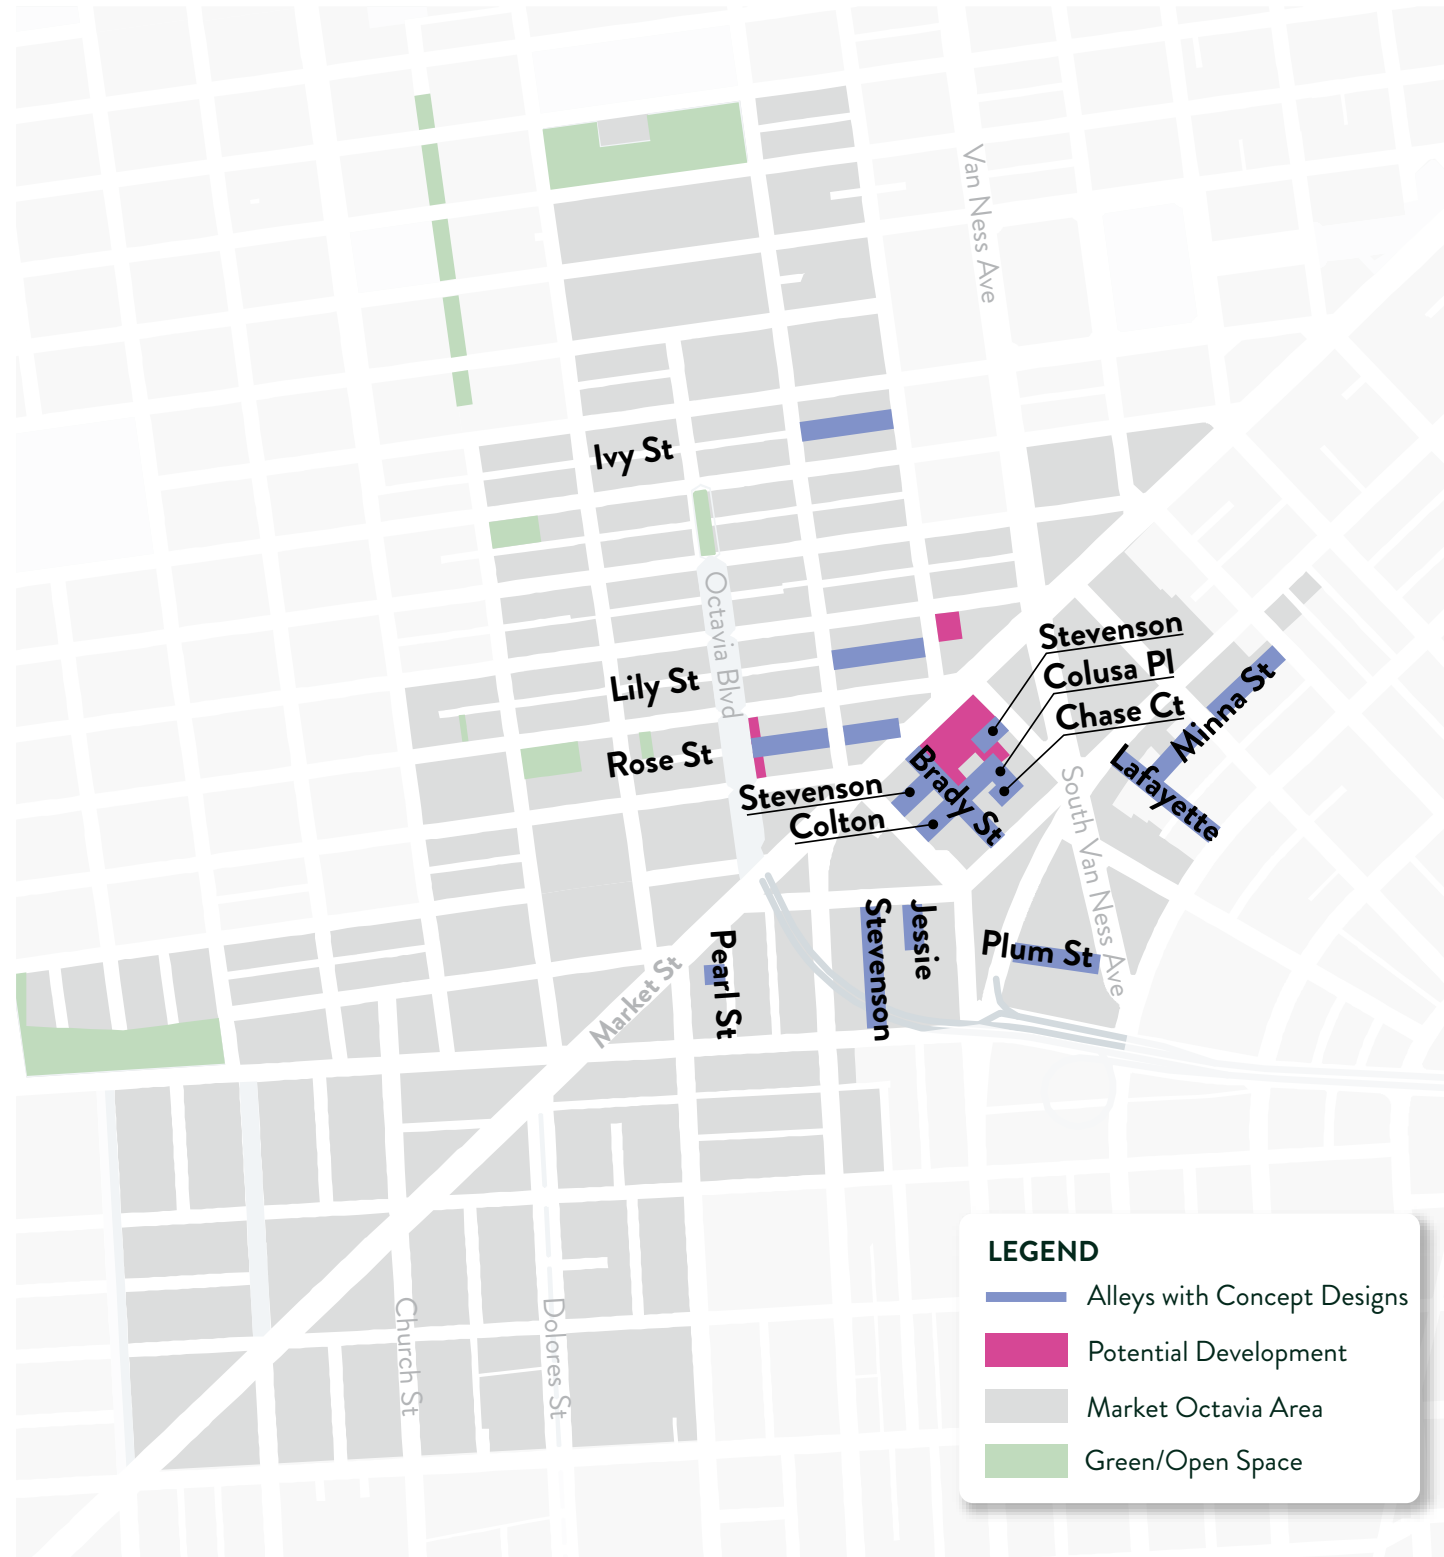 Van Ness Ave
Ivy St
Octavia Blvd
Lily St
Rose St
Stevenson
Colusa Pl
Chase Ct
Minna St
Lafayette
Brady St
Stevenson
Colton
South Van Ness Ave
Stevenson
Jessie
Plum St
Pearl St
Market St
Church St
Dolores St
LEGEND
Alleys with Concept Designs
Potential Development
Market Octavia Area
Green/Open Space